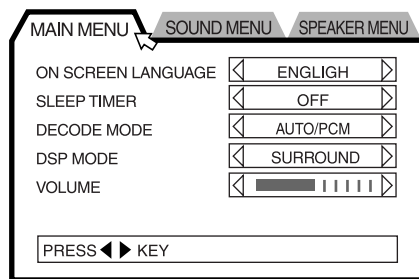 MAIN MENU SOUND MENU SPEAKER MENU
ON SCREEN LANGUAGE ENGLIGH
SLEEP TIMER OFF
DECODE MODE AUTO/PCM
DSP MODE SURROUND
VOLUME
PRESS ◀ ▶ KEY